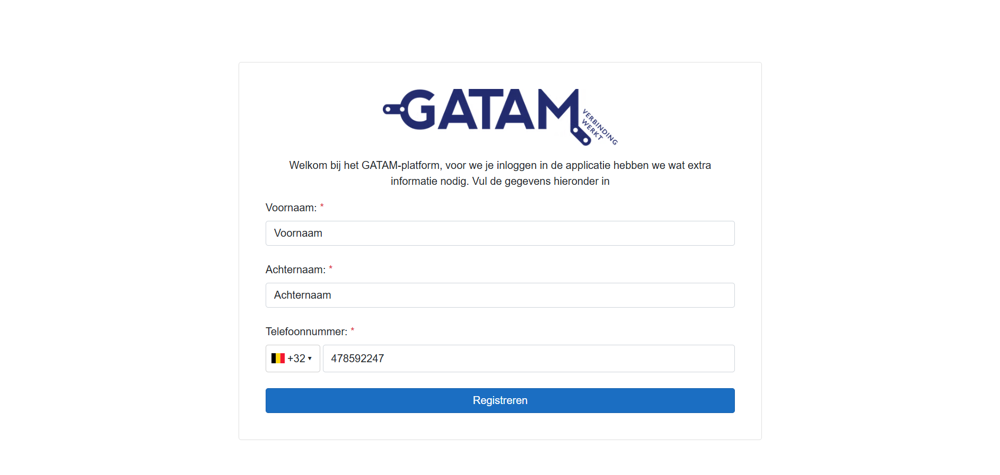 GATAM
VERBINDING
WERKT
Welkom bij het GATAM-platform, voor we je inloggen in de applicatie hebben we wat extra
informatie nodig. Vul de gegevens hieronder in
Voornaam: *
Voornaam
Achternaam: *
Achternaam
Telefoonnummer: *
+32 ▾ 478592247
Registreren